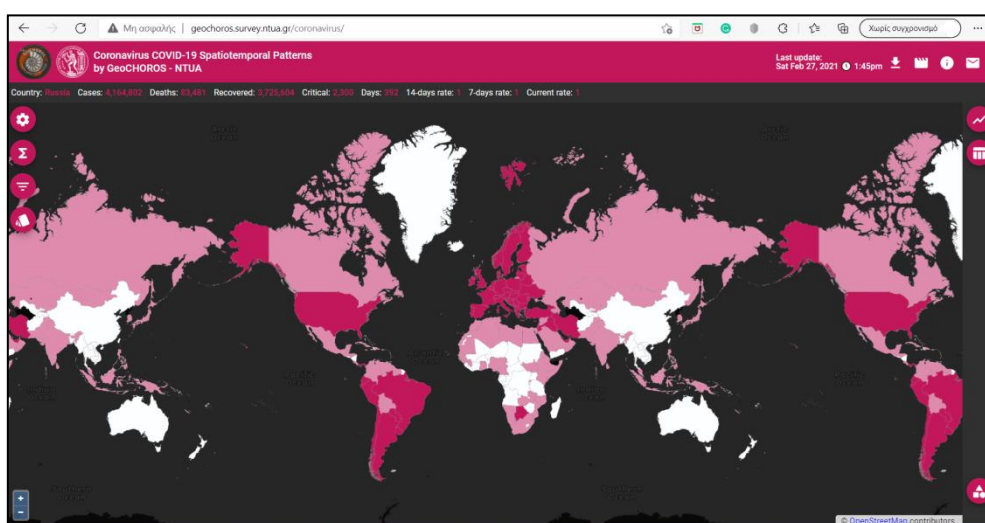 Μη ασφαλής | geochoros.survey.ntua.gr/coronavirus/
Χωρίς συγχρονισμό
Coronavirus COVID-19 Spatiotemporal Patterns
by GeoCHOROS - NTUA
Last update:
Sat Feb 27, 2021 1:45pm
Country: Russia Cases: 4,164,802 Deaths: 83,481 Recovered: 3,725,604 Critical: 2,300 Days: 392 14-days rate: 1 7-days rate: 1 Current rate: 1
© OpenStreetMap contributors.